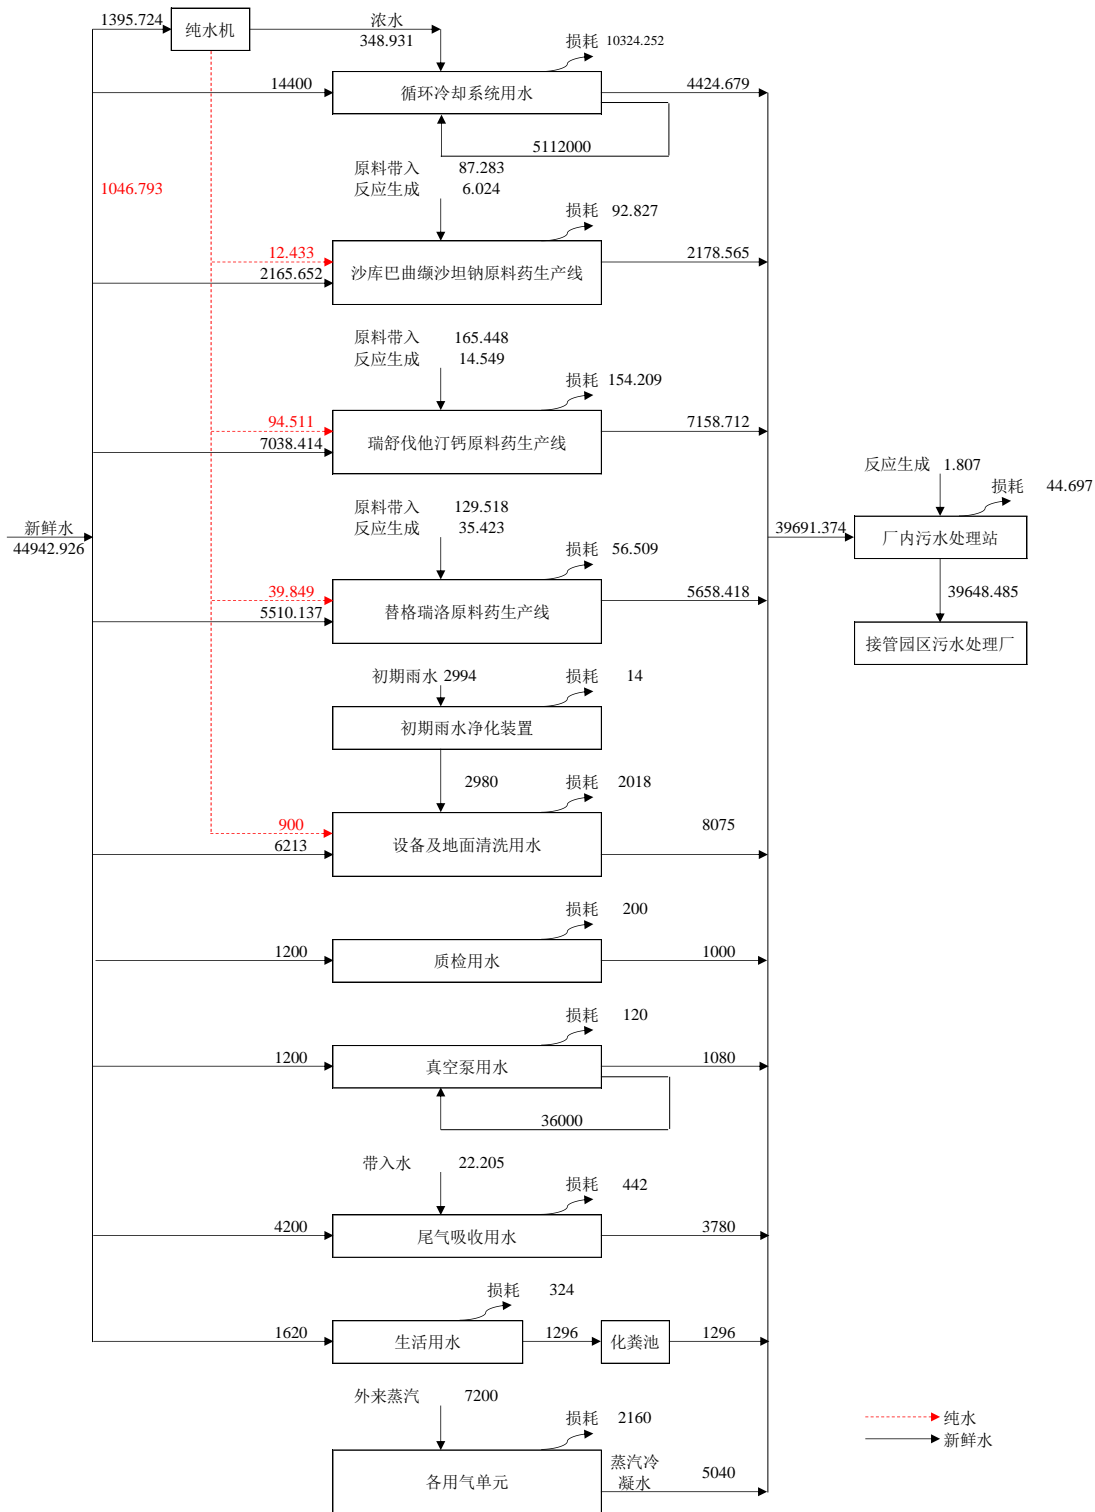 1395.724
纯水机
浓水
348.931
损耗 10324.252
14400
循环冷却系统用水
4424.679
5112000
1046.793
原料带入 87.283
反应生成 6.024
损耗 92.827
12.433
2165.652
沙库巴曲缬沙坦钠原料药生产线
2178.565
原料带入 165.448
反应生成 14.549
损耗 154.209
94.511
7038.414
瑞舒伐他汀钙原料药生产线
7158.712
反应生成 1.807
损耗 44.697
新鲜水
44942.926
原料带入 129.518
反应生成 35.423
损耗 56.509
39691.374
厂内污水处理站
39.849
5510.137
替格瑞洛原料药生产线
5658.418
39648.485
接管园区污水处理厂
初期雨水 2994
损耗 14
初期雨水净化装置
2980
损耗 2018
900
6213
设备及地面清洗用水
8075
损耗 200
1200
质检用水
1000
损耗 120
1200
真空泵用水
1080
36000
带入水 22.205
损耗 442
4200
尾气吸收用水
3780
损耗 324
1620
生活用水
1296
化粪池
1296
外来蒸汽 7200
损耗 2160
各用气单元
蒸汽冷
凝水
5040
纯水
新鲜水